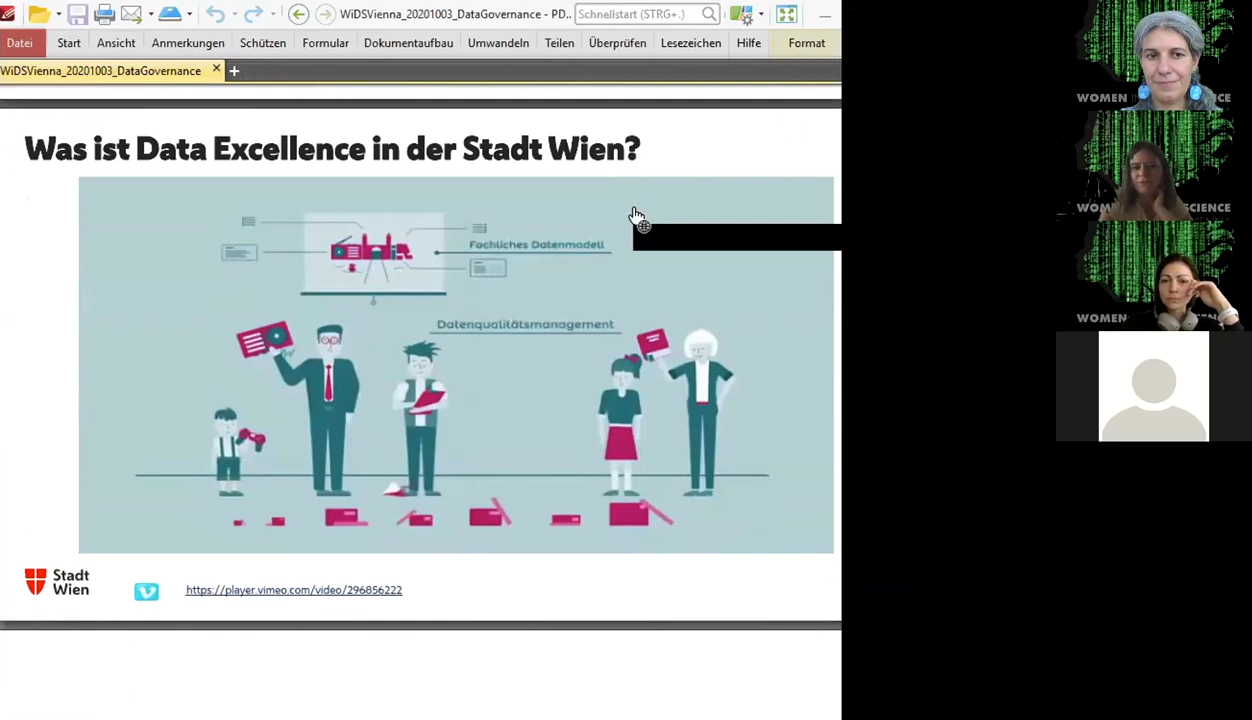 WiDSVienna_20201003_DataGovernance - PD..
Schnellstart (STRG+.)
Datei Start Ansicht Anmerkungen Schützen Formular Dokumentaufbau Umwandeln Teilen Überprüfen Lesezeichen Hilfe Format
WiDSVienna_20201003_DataGovernance
Was ist Data Excellence in der Stadt Wien?
Fachliches Datenmodell
Datenqualitätsmanagement
Stadt
Wien
https://player.vimeo.com/video/296856222
WOMEN ENCE
WOMEN SCIENCE
WOMEN